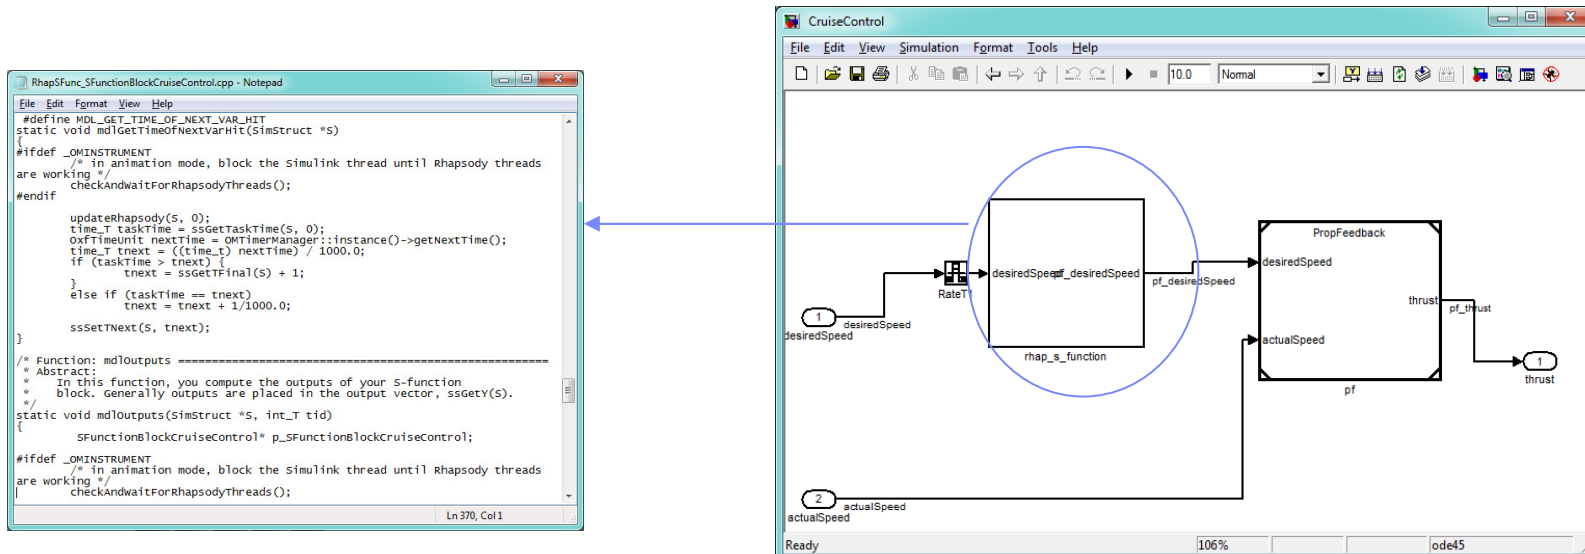 RhapSFunc_SFunctionBlockCruiseControl.cpp - Notepad
File Edit Format View Help
#define MDL_GET_TIME_OF_NEXT_VAR_HIT
static void mdlGetTimeOfNextVarHit(SimStruct *S)
{
#ifdef _OMINSTRUMENT
/* in animation mode, block the Simulink thread until Rhapsody threads
are working */
checkAndWaitForRhapsodyThreads();
#endif
updateRhapsody(S, 0);
time_T taskTime = ssGetTaskTime(S, 0);
OxfTimeUnit nextTime = OMTimerManager::instance()->getNextTime();
time_T tnext = ((time_t) nextTime) / 1000.0;
if (taskTime > tnext) {
tnext = ssGetTFinal(S) + 1;
}
else if (taskTime == tnext)
tnext = tnext + 1/1000.0;
ssSetTNext(S, tnext);
}
/* Function: mdlOutputs =======================================================
* Abstract:
* In this function, you compute the outputs of your S-function
* block. Generally outputs are placed in the output vector, ssGetY(S).
*/
static void mdlOutputs(SimStruct *S, int_T tid)
{
SFunctionBlockCruiseControl* p_SFunctionBlockCruiseControl;
#ifdef _OMINSTRUMENT
/* in animation mode, block the Simulink thread until Rhapsody threads
are working */
checkAndWaitForRhapsodyThreads();
Ln 370, Col 1
CruiseControl
File Edit View Simulation Format Tools Help
10.0 Normal
1
desiredSpeed
desiredSpeed
RateT
desiredSpeed
pf_desiredSpeed
rhap_s_function
pf_desiredSpeed
PropFeedback
desiredSpeed
thrust
actualSpeed
pf
pf_thrust
1
thrust
2
actualSpeed
actualSpeed
Ready 106% ode45